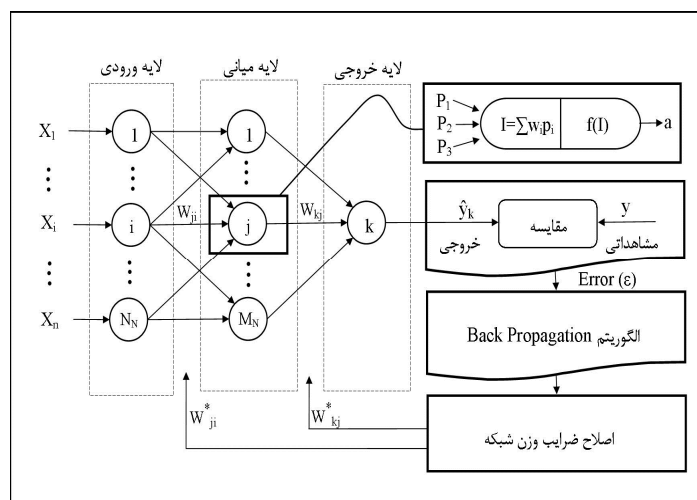 لایه ورودی
لایه میانی
لایه خروجی
X1
Xi
Xn
1
i
NN
1
j
MN
k
Wji
Wkj
P1
P2
P3
I=∑wipi
f(I)
a
ŷk
خروجی
مقایسه
y
مشاهداتی
Error (ε)
الگوریتم Back Propagation
اصلاح ضرایب وزن شبکه
W*ji
W*kj